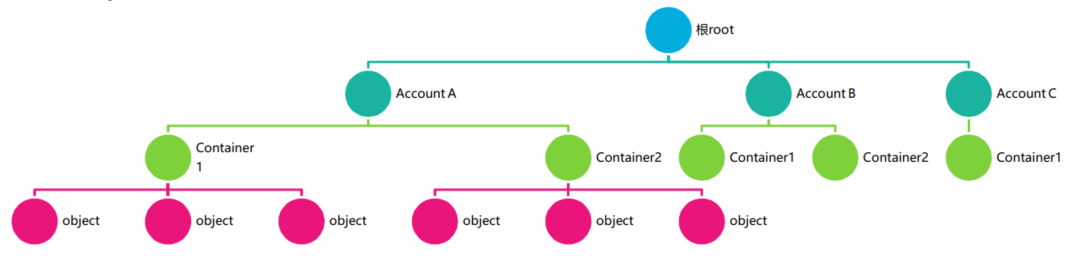 根root
Account A
Account B
Account C
Container
1
Container2
Container1
Container2
Container1
object
object
object
object
object
object